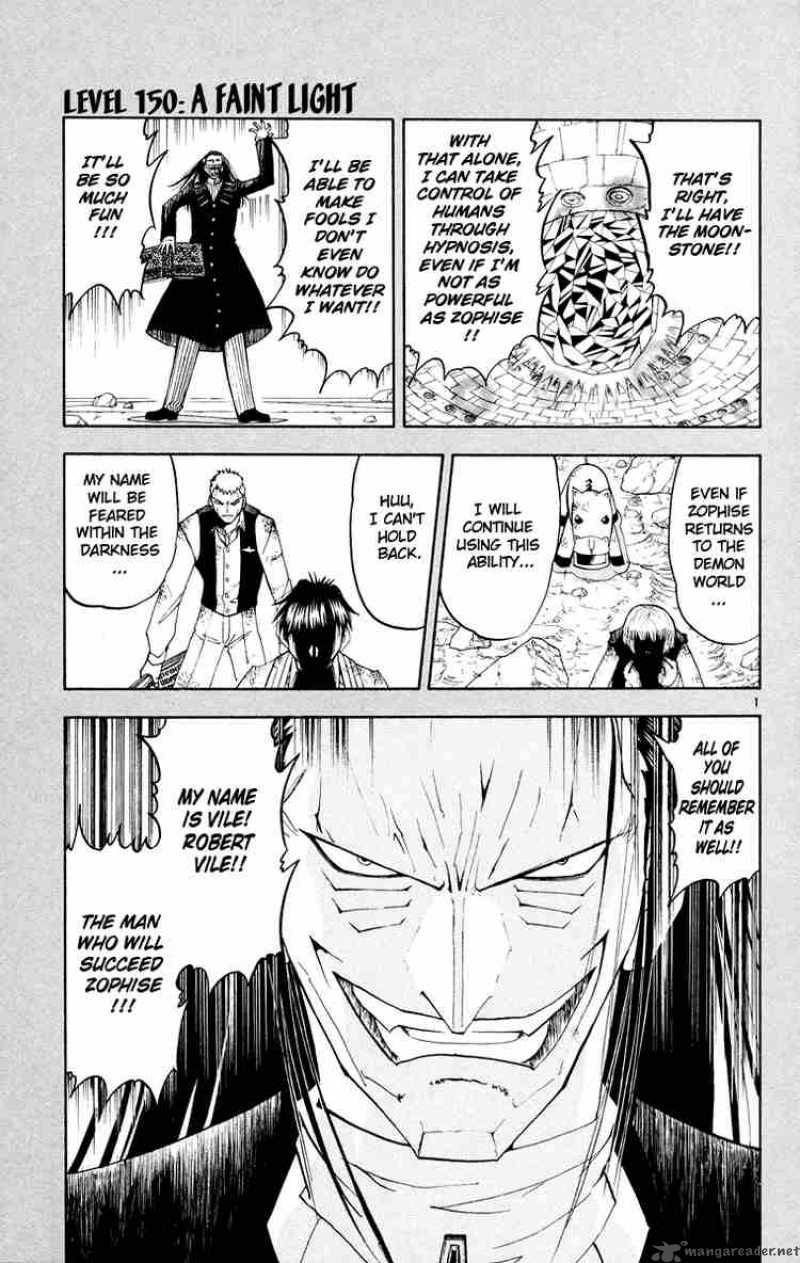 LEVEL 150: A FAINT LIGHT
THAT'S
RIGHT,
I'LL HAVE
THE MOON-
STONE!!
WITH
THAT ALONE,
I CAN TAKE
CONTROL OF
HUMANS
THROUGH
HYPNOSIS,
EVEN IF I'M
NOT AS
POWERFUL
AS ZOPHISE
!!
I'LL BE
ABLE TO
MAKE
FOOLS I
DON'T
EVEN
KNOW DO
WHATEVER
I WANT!!
IT'LL
BE SO
MUCH
FUN
!!!
EVEN IF
ZOPHISE
RETURNS
TO THE
DEMON
WORLD
...
I WILL
CONTINUE
USING THIS
ABILITY...
HUU,
I CAN'T
HOLD
BACK.
MY NAME
WILL BE
FEARED
WITHIN THE
DARKNESS
...
1
ALL OF
YOU
SHOULD
REMEMBER
IT AS
WELL!!
MY NAME
IS VILE!
ROBERT
VILE!!
THE MAN
WHO WILL
SUCCEED
ZOPHISE
!!!
mangareader.net